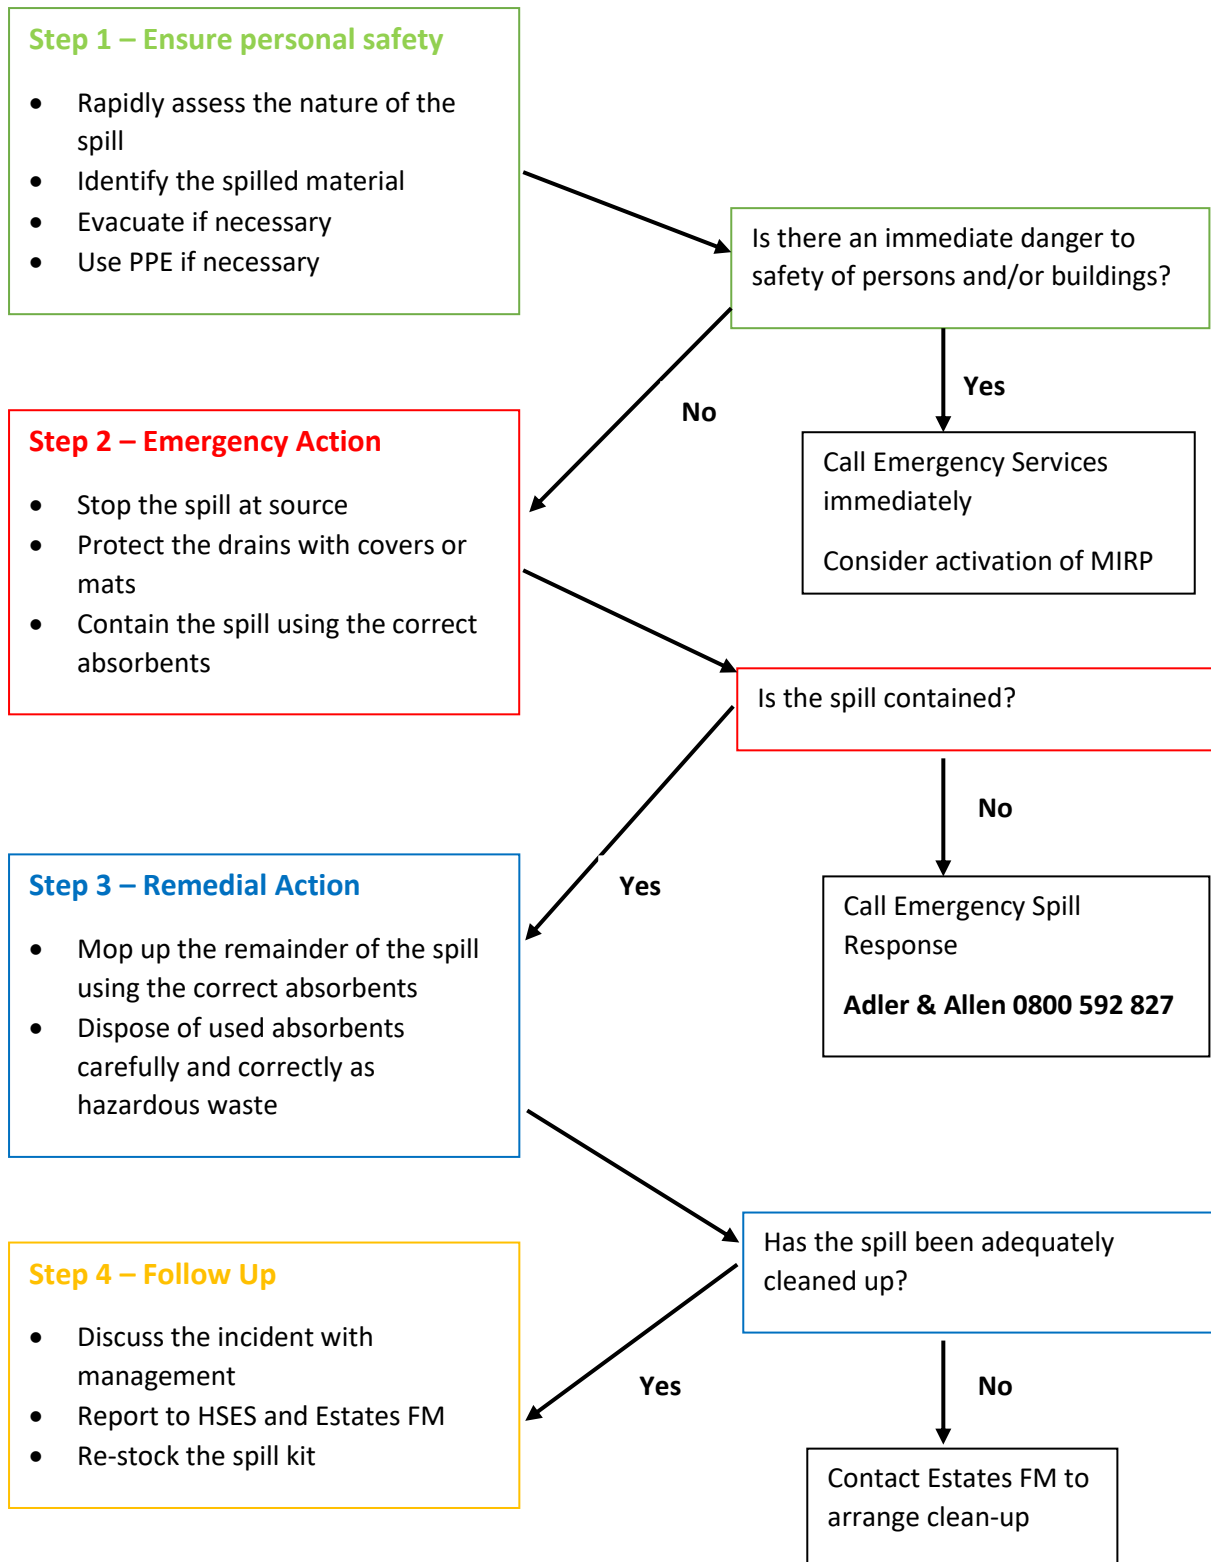 Step 1 – Ensure personal safety
• Rapidly assess the nature of the
spill
• Identify the spilled material
• Evacuate if necessary
• Use PPE if necessary
Is there an immediate danger to
safety of persons and/or buildings?
Yes
No
Call Emergency Services
immediately
Consider activation of MIRP
Step 2 – Emergency Action
• Stop the spill at source
• Protect the drains with covers or
mats
• Contain the spill using the correct
absorbents
Is the spill contained?
No
Yes
Call Emergency Spill
Response
Adler & Allen 0800 592 827
Step 3 – Remedial Action
• Mop up the remainder of the spill
using the correct absorbents
• Dispose of used absorbents
carefully and correctly as
hazardous waste
Has the spill been adequately
cleaned up?
Yes
No
Step 4 – Follow Up
• Discuss the incident with
management
• Report to HSES and Estates FM
• Re-stock the spill kit
Contact Estates FM to
arrange clean-up